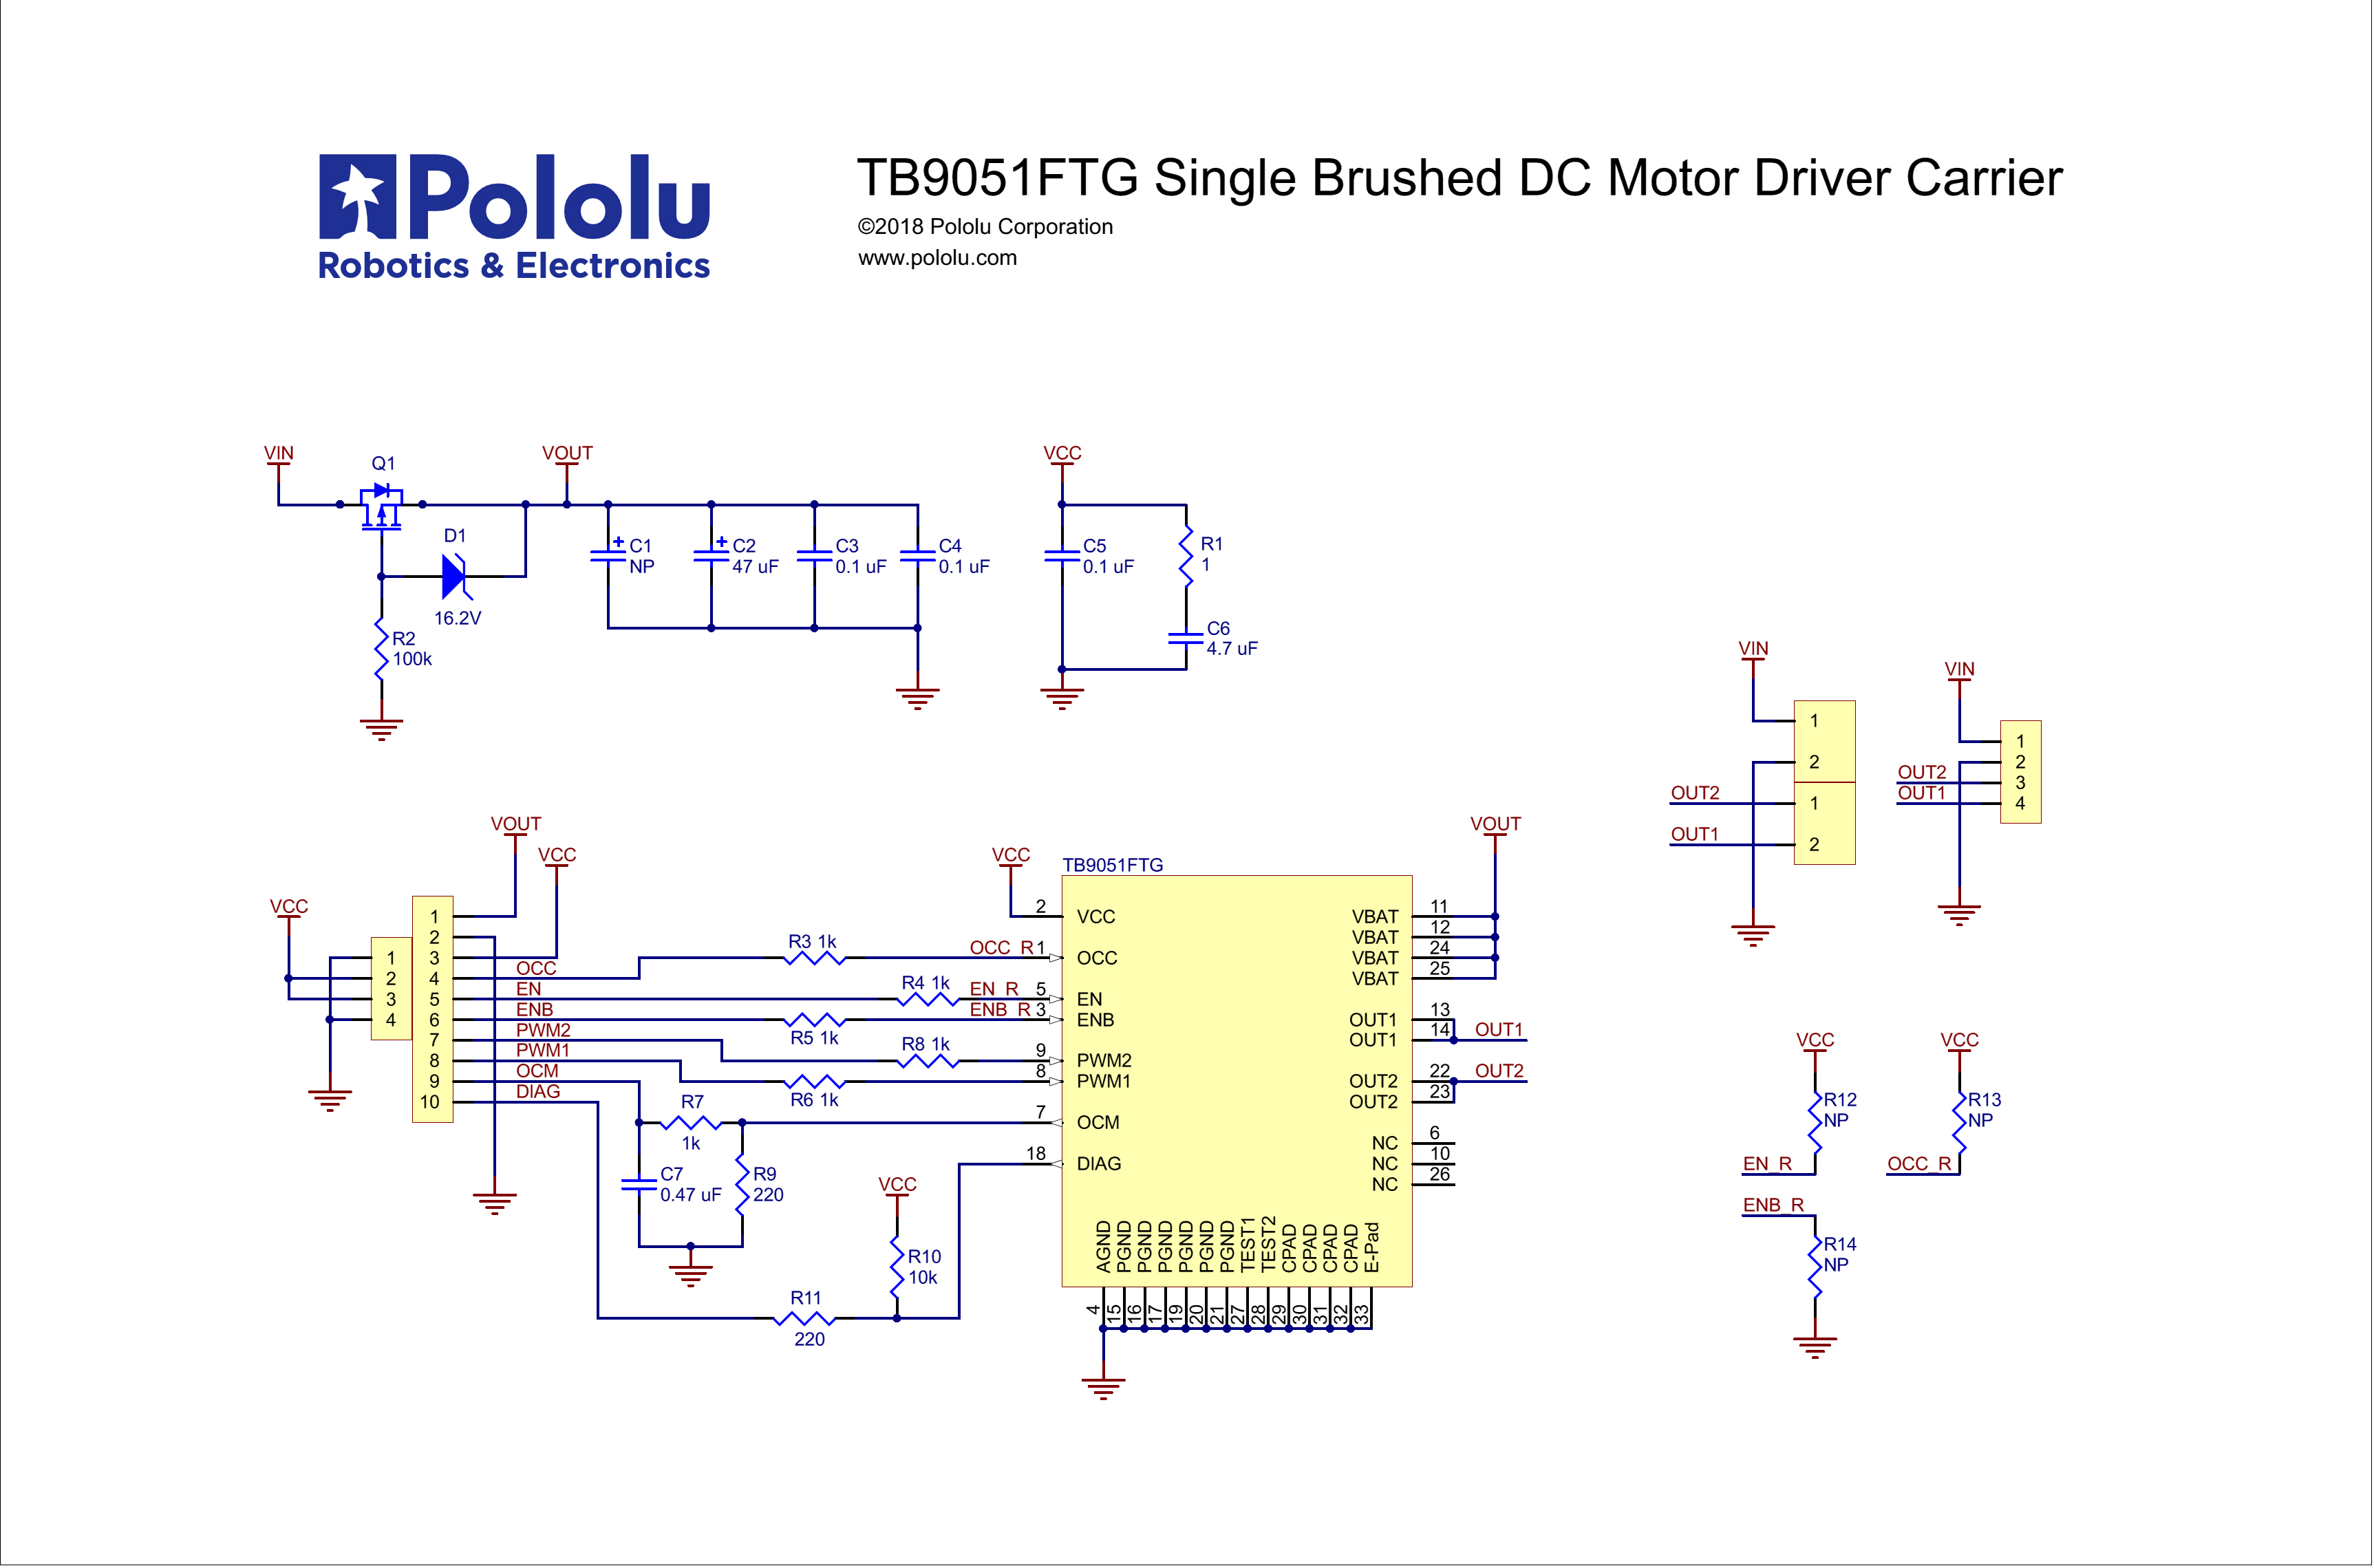 Pololu
Robotics & Electronics
TB9051FTG Single Brushed DC Motor Driver Carrier
©2018 Pololu Corporation
www.pololu.com
VIN
Q1
VOUT
D1
16.2V
R2
100k
C1
NP
C2
47 uF
C3
0.1 uF
C4
0.1 uF
VCC
C5
0.1 uF
R1
1
C6
4.7 uF
VIN
1
2
OUT2
1
OUT1
2
VIN
1
2
OUT2
3
OUT1
4
VOUT
VCC
VCC
1
2
3
4
1
2
3
4
5
6
7
8
9
10
OCC
EN
ENB
PWM2
PWM1
OCM
DIAG
R3 1k
R4 1k
R5 1k
R8 1k
R6 1k
R7
1k
C7
0.47 uF
R9
220
VCC
R10
10k
R11
220
VCC
TB9051FTG
2
VCC
OCC_R
1
OCC
EN_R
5
EN
ENB_R
3
ENB
9
PWM2
8
PWM1
7
OCM
18
DIAG
VOUT
VBAT
11
VBAT
12
VBAT
24
VBAT
25
OUT1
13
OUT1
14
OUT1
OUT2
22
OUT2
OUT2
23
NC
6
NC
10
NC
26
AGND
PGND
PGND
PGND
PGND
PGND
PGND
TEST1
TEST2
CPAD
CPAD
CPAD
CPAD
E-Pad
4
15
16
17
19
20
21
27
28
29
30
31
32
33
VCC
R12
NP
EN_R
VCC
R13
NP
OCC_R
ENB_R
R14
NP